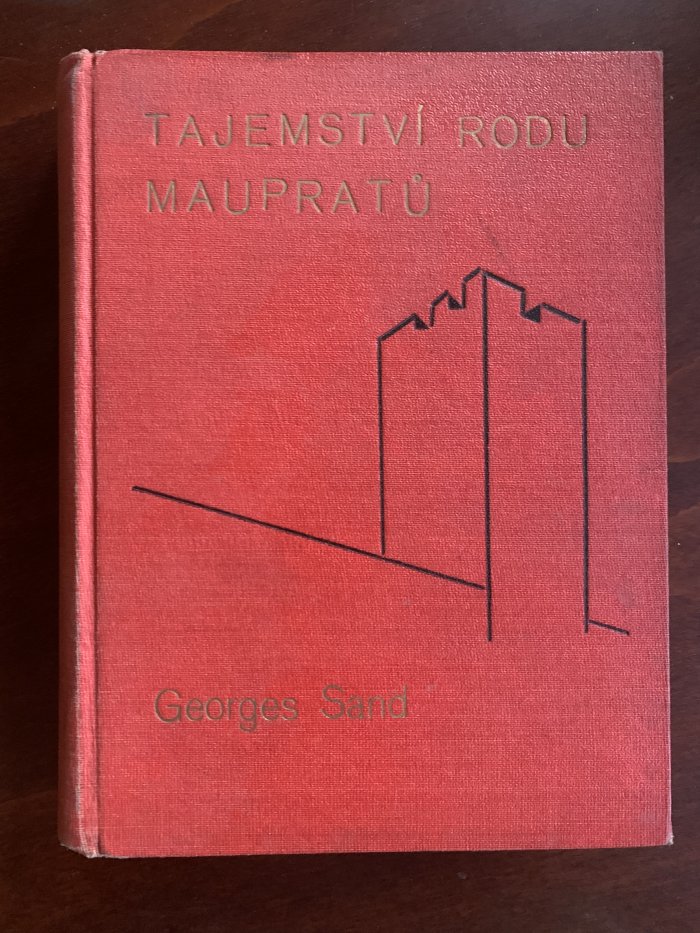 TAJEMSTVÍ RODU
MAUPRATŮ
Georges Sand